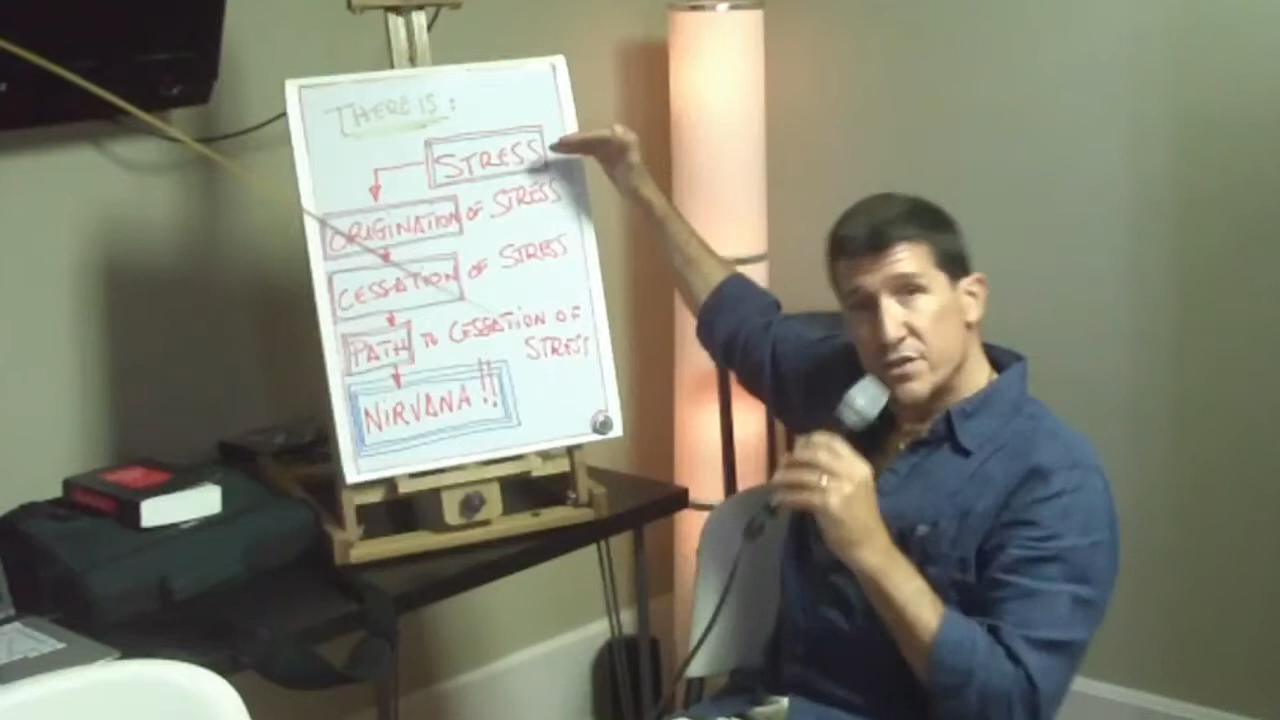 THERE IS:
STRESS
ORIGINATION OF STRESS
CESSATION OF STRESS
PATH TO CESSATION OF
STRESS
NIRVANA!!